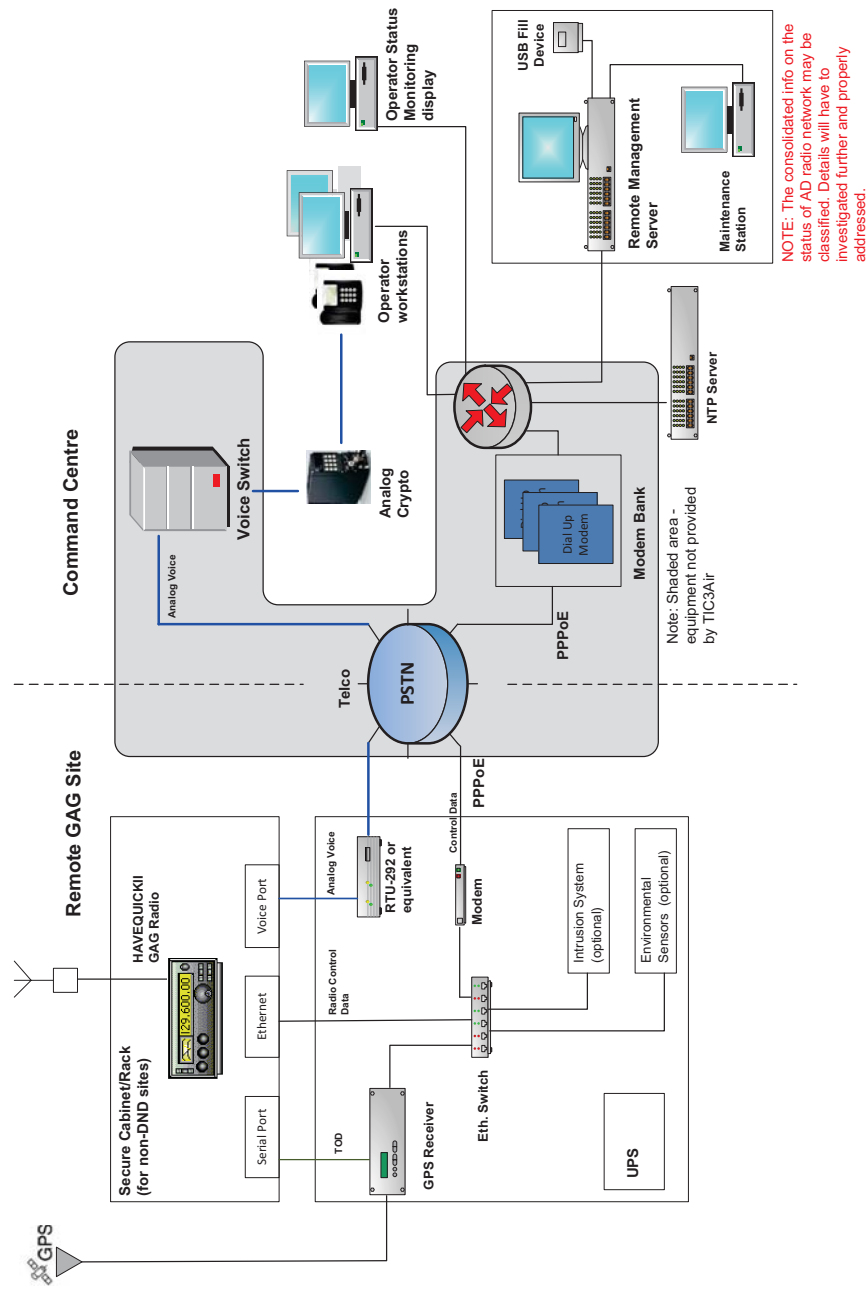 Remote GAG Site
Command Centre
GPS
Secure Cabinet/Rack
(for non-DND sites)
HAVEQUICKII
GAG Radio
129.600.00
Serial Port
Ethernet
Voice Port
TOD
Radio Control
Data
Analog Voice
GPS Receiver
RTU-292 or
equivalent
Eth. Switch
Modem
Control Data
PPPoE
UPS
Intrusion System
(optional)
Environmental
Sensors (optional)
Telco
PSTN
Analog Voice
Voice Switch
Analog
Crypto
Operator
workstations
Operator Status
Monitoring
display
PPPoE
Dial Up
Modem
Modem Bank
Note: Shaded area -
equipment not provided
by TIC3Air
NTP Server
Remote Management
Server
USB Fill
Device
Maintenance
Station
NOTE: The consolidated info on the
status of AD radio network may be
classified. Details will have to
investigated further and properly
addressed.